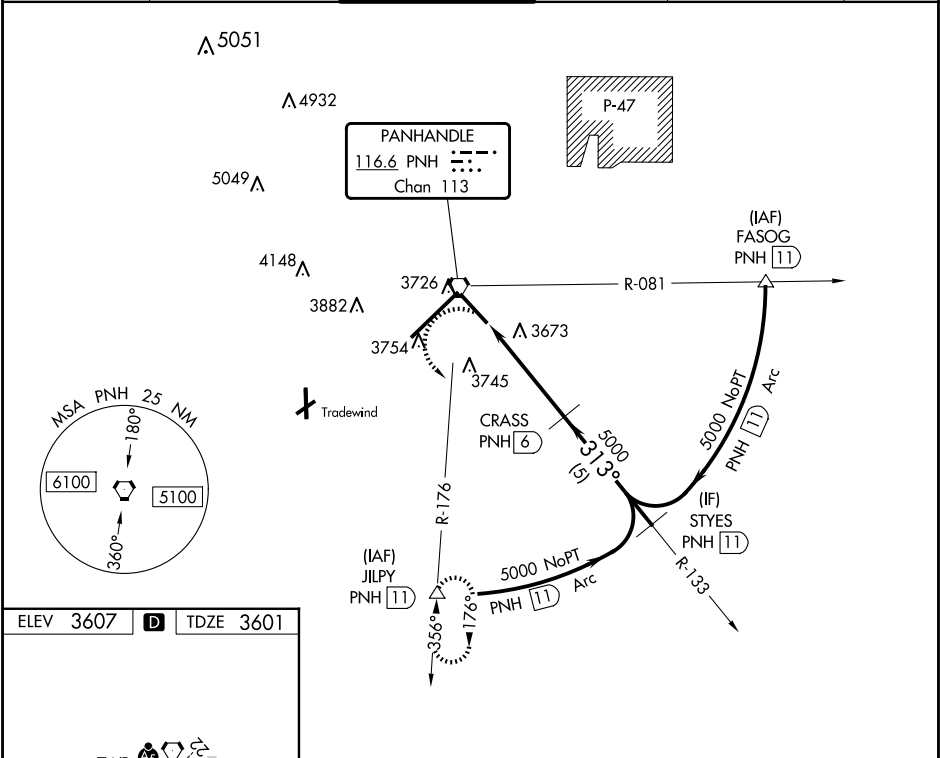 5051
4932
P-47
PANHANDLE
116.6 PNH
Chan 113
5049
(IAF)
FASOG
PNH 11
4148
3726
R-081
3882
3673
3754
3745
5000 NoPT
PNH 11 Arc
Tradewind
CRASS
PNH 6
5000
313°
(5)
MSA PNH 25 NM
180°
6100
5100
360°
R-176
(IF)
STYES
PNH 11
(IAF)
JILPY
PNH 11
5000 NoPT
PNH 11 Arc
R-133
356°
176°
ELEV 3607 D TDZE 3601